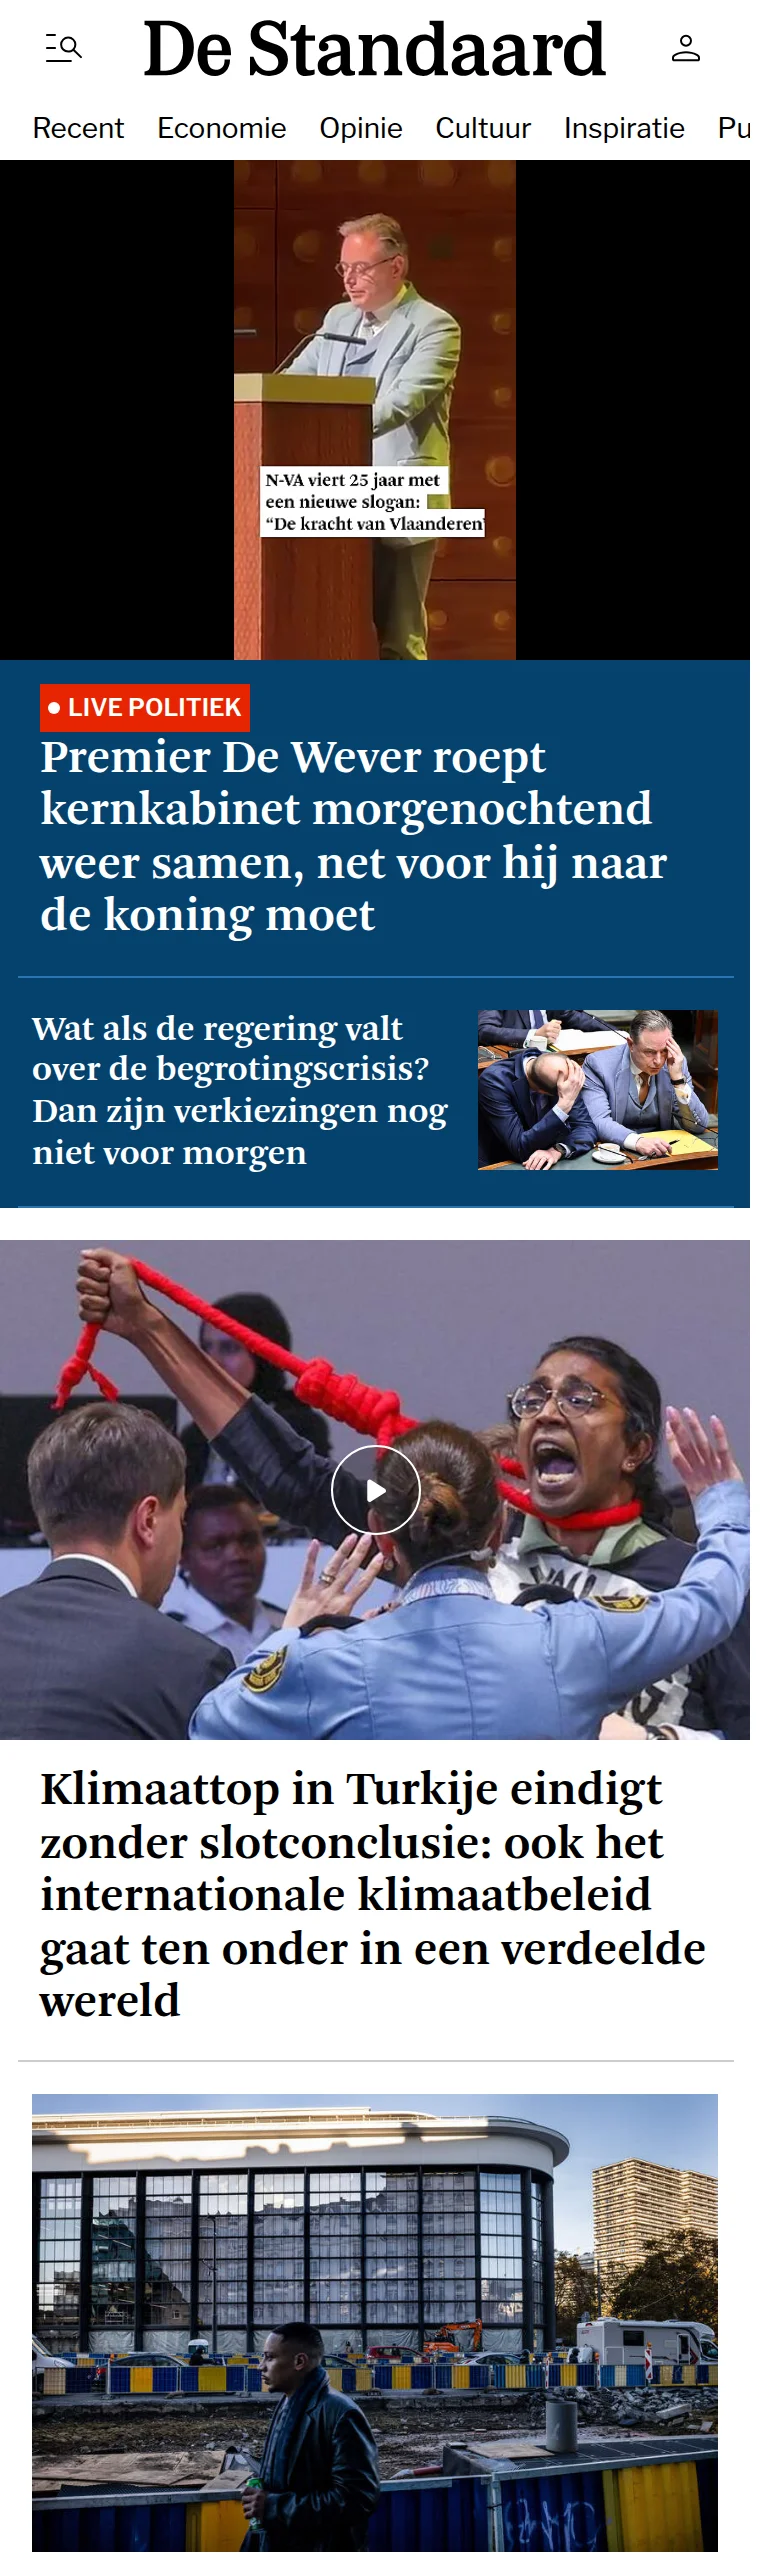 De Standaard
Recent Economie Opinie Cultuur Inspiratie Pu
N-VA viert 25 jaar met
een nieuwe slogan:
“De kracht van Vlaanderen”
LIVE POLITIEK
Premier De Wever roept
kernkabinet morgenochtend
weer samen, net voor hij naar
de koning moet
Wat als de regering valt
over de begrotingscrisis?
Dan zijn verkiezingen nog
niet voor morgen
Klimaattop in Turkije eindigt
zonder slotconclusie: ook het
internationale klimaatbeleid
gaat ten onder in een verdeelde
wereld